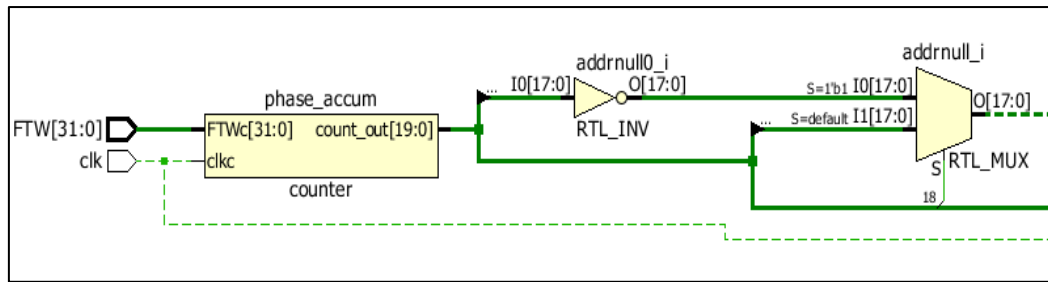 addrnull_i
addrnull0_i
... I0[17:0] O[17:0] S=1'b1 I0[17:0]
phase_accum O[17:0]
FTW[31:0] FTWc[31:0] count_out[19:0] RTL_INV ... S=default I1[17:0]
clk clkc S RTL_MUX
counter
18